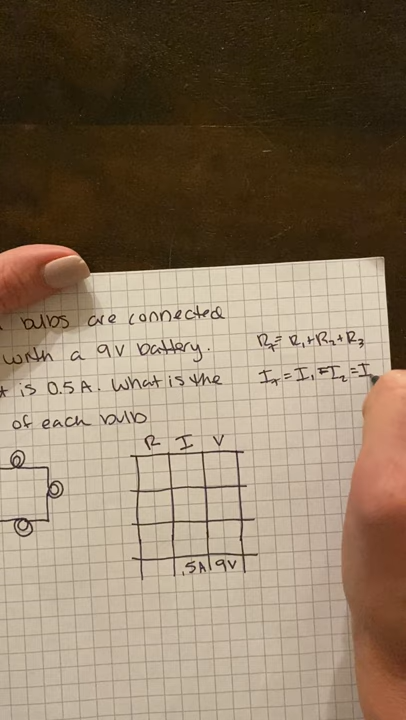 bulbs are connected
with a 9V battery.
is 0.5A. What is the
of each bulb
R_T = R_1 + R_2 + R_3
I_T = I_1 = I_2 = I
R I V
.5A 9V